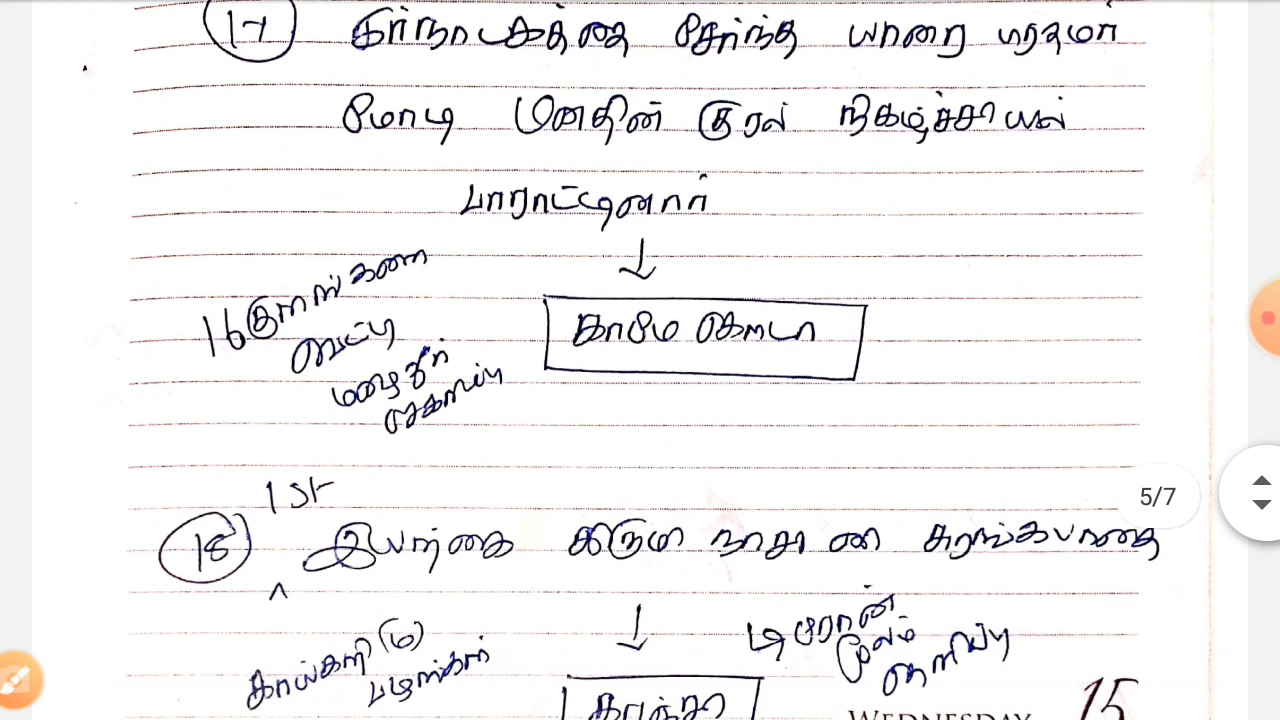 17 கர்நாடகத்தை சேர்ந்த யாரை பிரதமர்
மோடி மனதின் குரல் நிகழ்ச்சியில்
பாராட்டினார்
↓
16 குளங்களை
வெட்டி
மழை நீர்
சேகரிப்பு
காமே கௌடா
5/7
1st
18 இயற்கை கிருமி நாசினி சுரங்கபாதை
↓
காய்கறி (ம)
பழங்கள்
டிரோன்
மூலம்
தெளிப்பு
WEDNESDAY
15